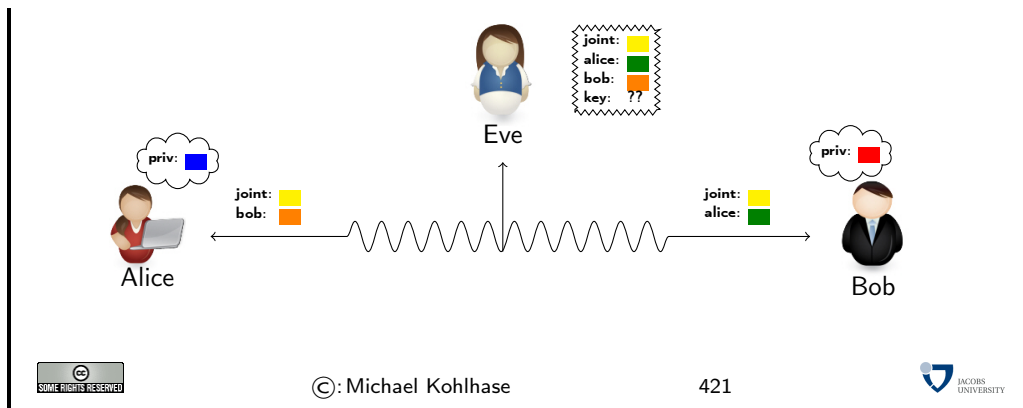 joint:
alice:
bob:
key: ??
Eve
priv:
priv:
joint:
bob:
joint:
alice:
Alice
Bob
cc
SOME RIGHTS RESERVED
©: Michael Kohlhase
421
JACOBS
UNIVERSITY